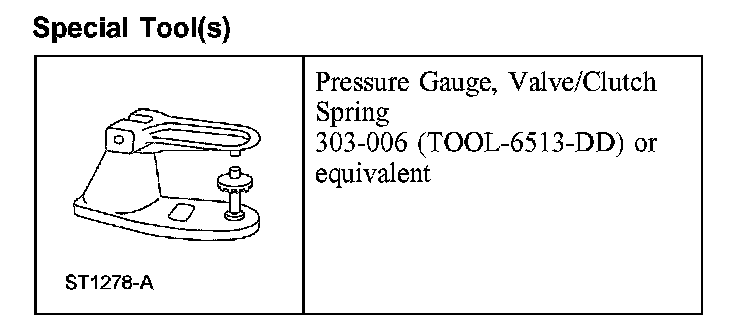 Special Tool(s)
Pressure Gauge, Valve/Clutch
Spring
303-006 (TOOL-6513-DD) or
equivalent
ST1278-A